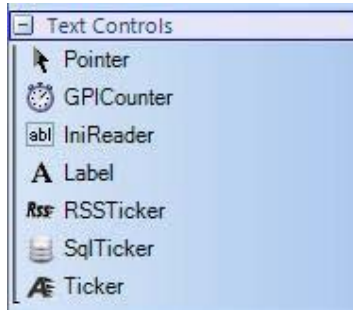 Text Controls
Pointer
GPICounter
abl IniReader
A Label
Rss RSSTicker
SqlTicker
Æ Ticker